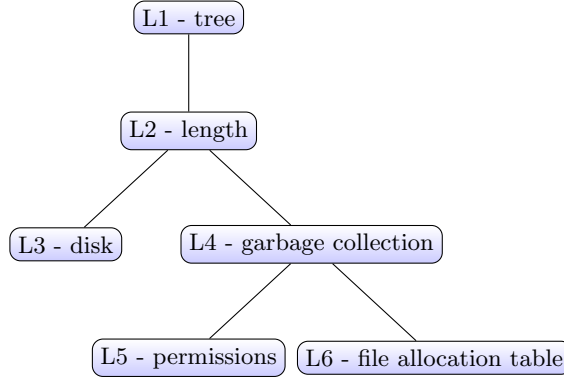 L1 - tree
L2 - length
L3 - disk
L4 - garbage collection
L5 - permissions
L6 - file allocation table